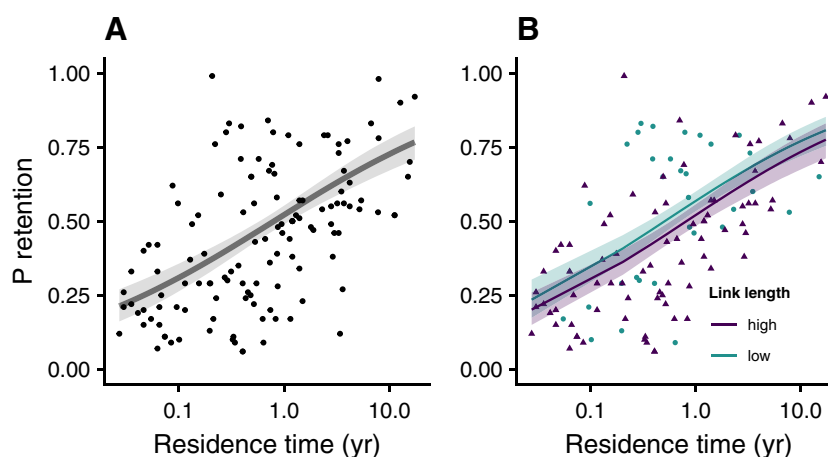 A
P retention
1.00
0.75
0.50
0.25
0.00
0.1 1.0 10.0
Residence time (yr)
B
1.00
0.75
0.50
0.25
0.00
Link length
high
low
0.1 1.0 10.0
Residence time (yr)